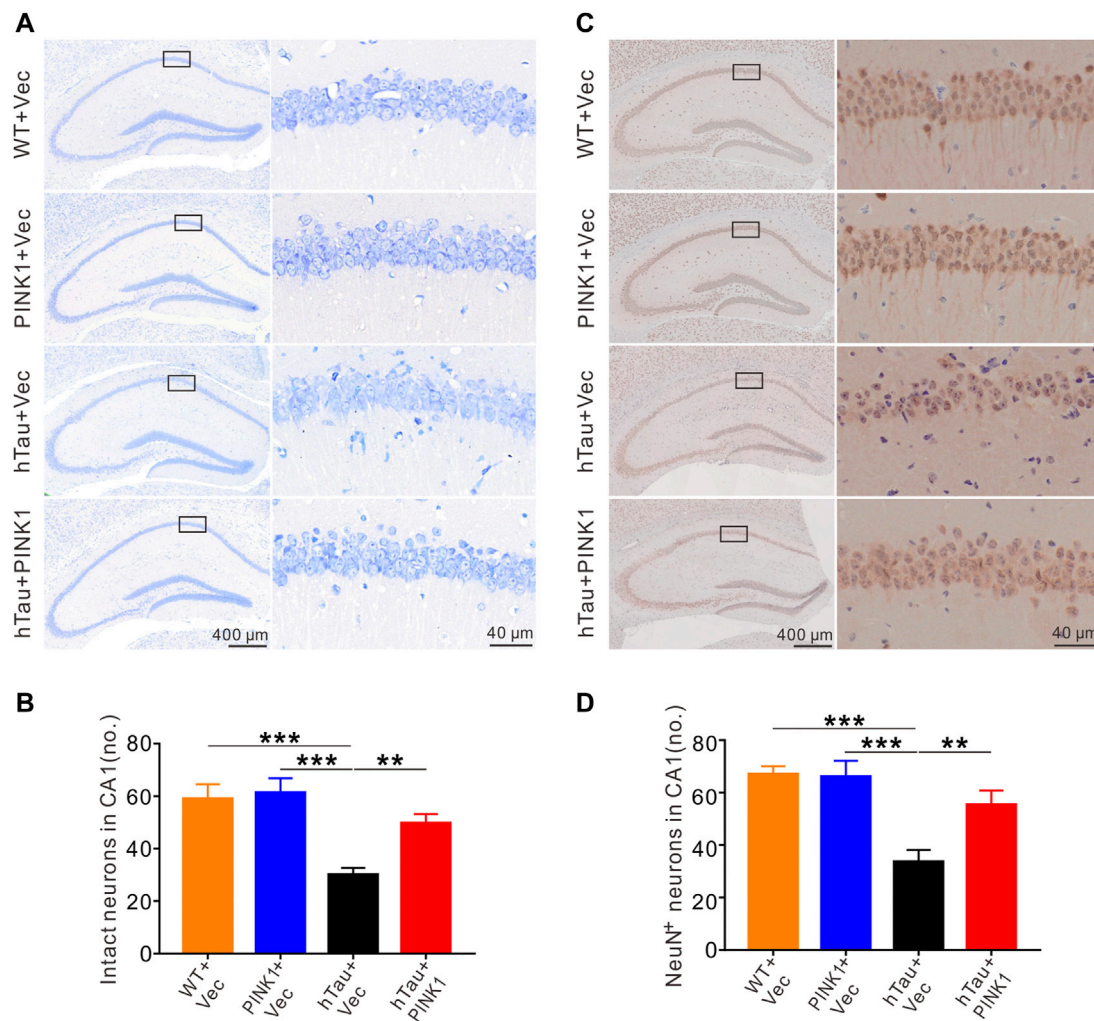 A
C
WT+Vec
PINK1+Vec
hTau+Vec
hTau+PINK1
400 μm
40 μm
WT+Vec
PINK1+Vec
hTau+Vec
hTau+PINK1
400 μm
40 μm
B
Intact neurons in CA1(no.)
80
60
40
20
0
***
***
**
WT+
Vec
PINK1+
Vec
hTau+
Vec
hTau+
PINK1
D
NeuN⁺ neurons in CA1(no.)
80
60
40
20
0
***
***
**
WT+
Vec
PINK1+
Vec
hTau+
Vec
hTau+
PINK1